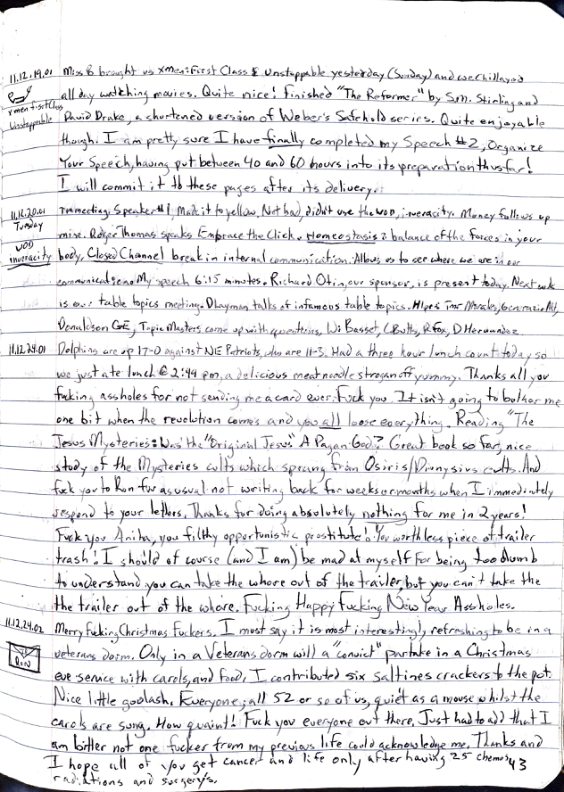 11.12.19.01 Miss B brought us xmen: First Class & Unstoppable yesterday (Sunday) and we chillaxed
all day watching movies. Quite nice! Finished "The Reformer" by S.M. Stirling and
xmen First Class
Unstoppable
David Drake, a shortened version of Weber's Safehold series. Quite enjoyable
though. I am pretty sure I have finally completed my Speech #2, Organize
Your Speech, having put between 40 and 60 hours into its preparation thus far!
I will commit it to these pages after its delivery.
11.12.20.01 Tm meeting: Speaker #1, Made it to yellow. Not bad, didn't use the WOD, inveracity. Money follows up
Tuesday
mine. Roger Thomas speaks Embrace the Click. Homeostasis: balance of the forces in your
WOD
inveracity
body, Closed Channel break in internal communication. Allows us to see where we are in our
communication. My speech 6:15 minutes. Richard Otin, our sponsor, is present today. Next week
is our table topics meeting. Dhayman talks of infamous table topics. Morales,
Donaldson GE, Topic Masters come up with questions, Wi Basset, C Butts, R Fox, D Hernandez
11.12.24.01 Dolphins are up 17-0 against NE Patriots, who are 11-3. Had a three hour lunch count today so
we just ate lunch @ 2:44 pm, a delicious meat noodle stroganoff yummy. Thanks all you
fucking assholes for not sending me a card ever. Fuck you. It isn't going to bother me
one bit when the revolution comes and you all loose everything. Reading "The
Jesus Mysteries: Was the "Original Jesus" A Pagan God? Great book so far, nice
study of the Mysteries cults which sprang from Osiris/Dionysius cults. And
fuck you to Ron for as usual not writing back for weeks or months when I immediately
respond to your letters. Thanks for doing absolutely nothing for me in 2 years!
Fuck you Anika, you filthy opportunistic prostitute! You worthless piece of trailer
trash! I should of course (and I am) be mad at myself for being too dumb
to understand you can take the whore out of the trailer, but you can't take the
the trailer out of the whore. Fucking Happy Fucking New Year Assholes.
11.12.24.02 Merry Fucking Christmas Fuckers. I must say it is most interestingly refreshing to be in a
Ron
veterans dorm. Only in a Veterans dorm will a "convict" partake in a Christmas
eve service with carols, and food, I contributed six saltines crackers to the pot.
Nice little goulash. Everyone, all 52 or so of us, quiet as a mouse whilst the
carols are sung. How quaint! Fuck you everyone out there. Just had to add that I
am bitter not one fucker from my previous life could acknowledge me. Thanks and
I hope all of you get cancer and life only after having 25 chemos 43
radiations and surgerys.